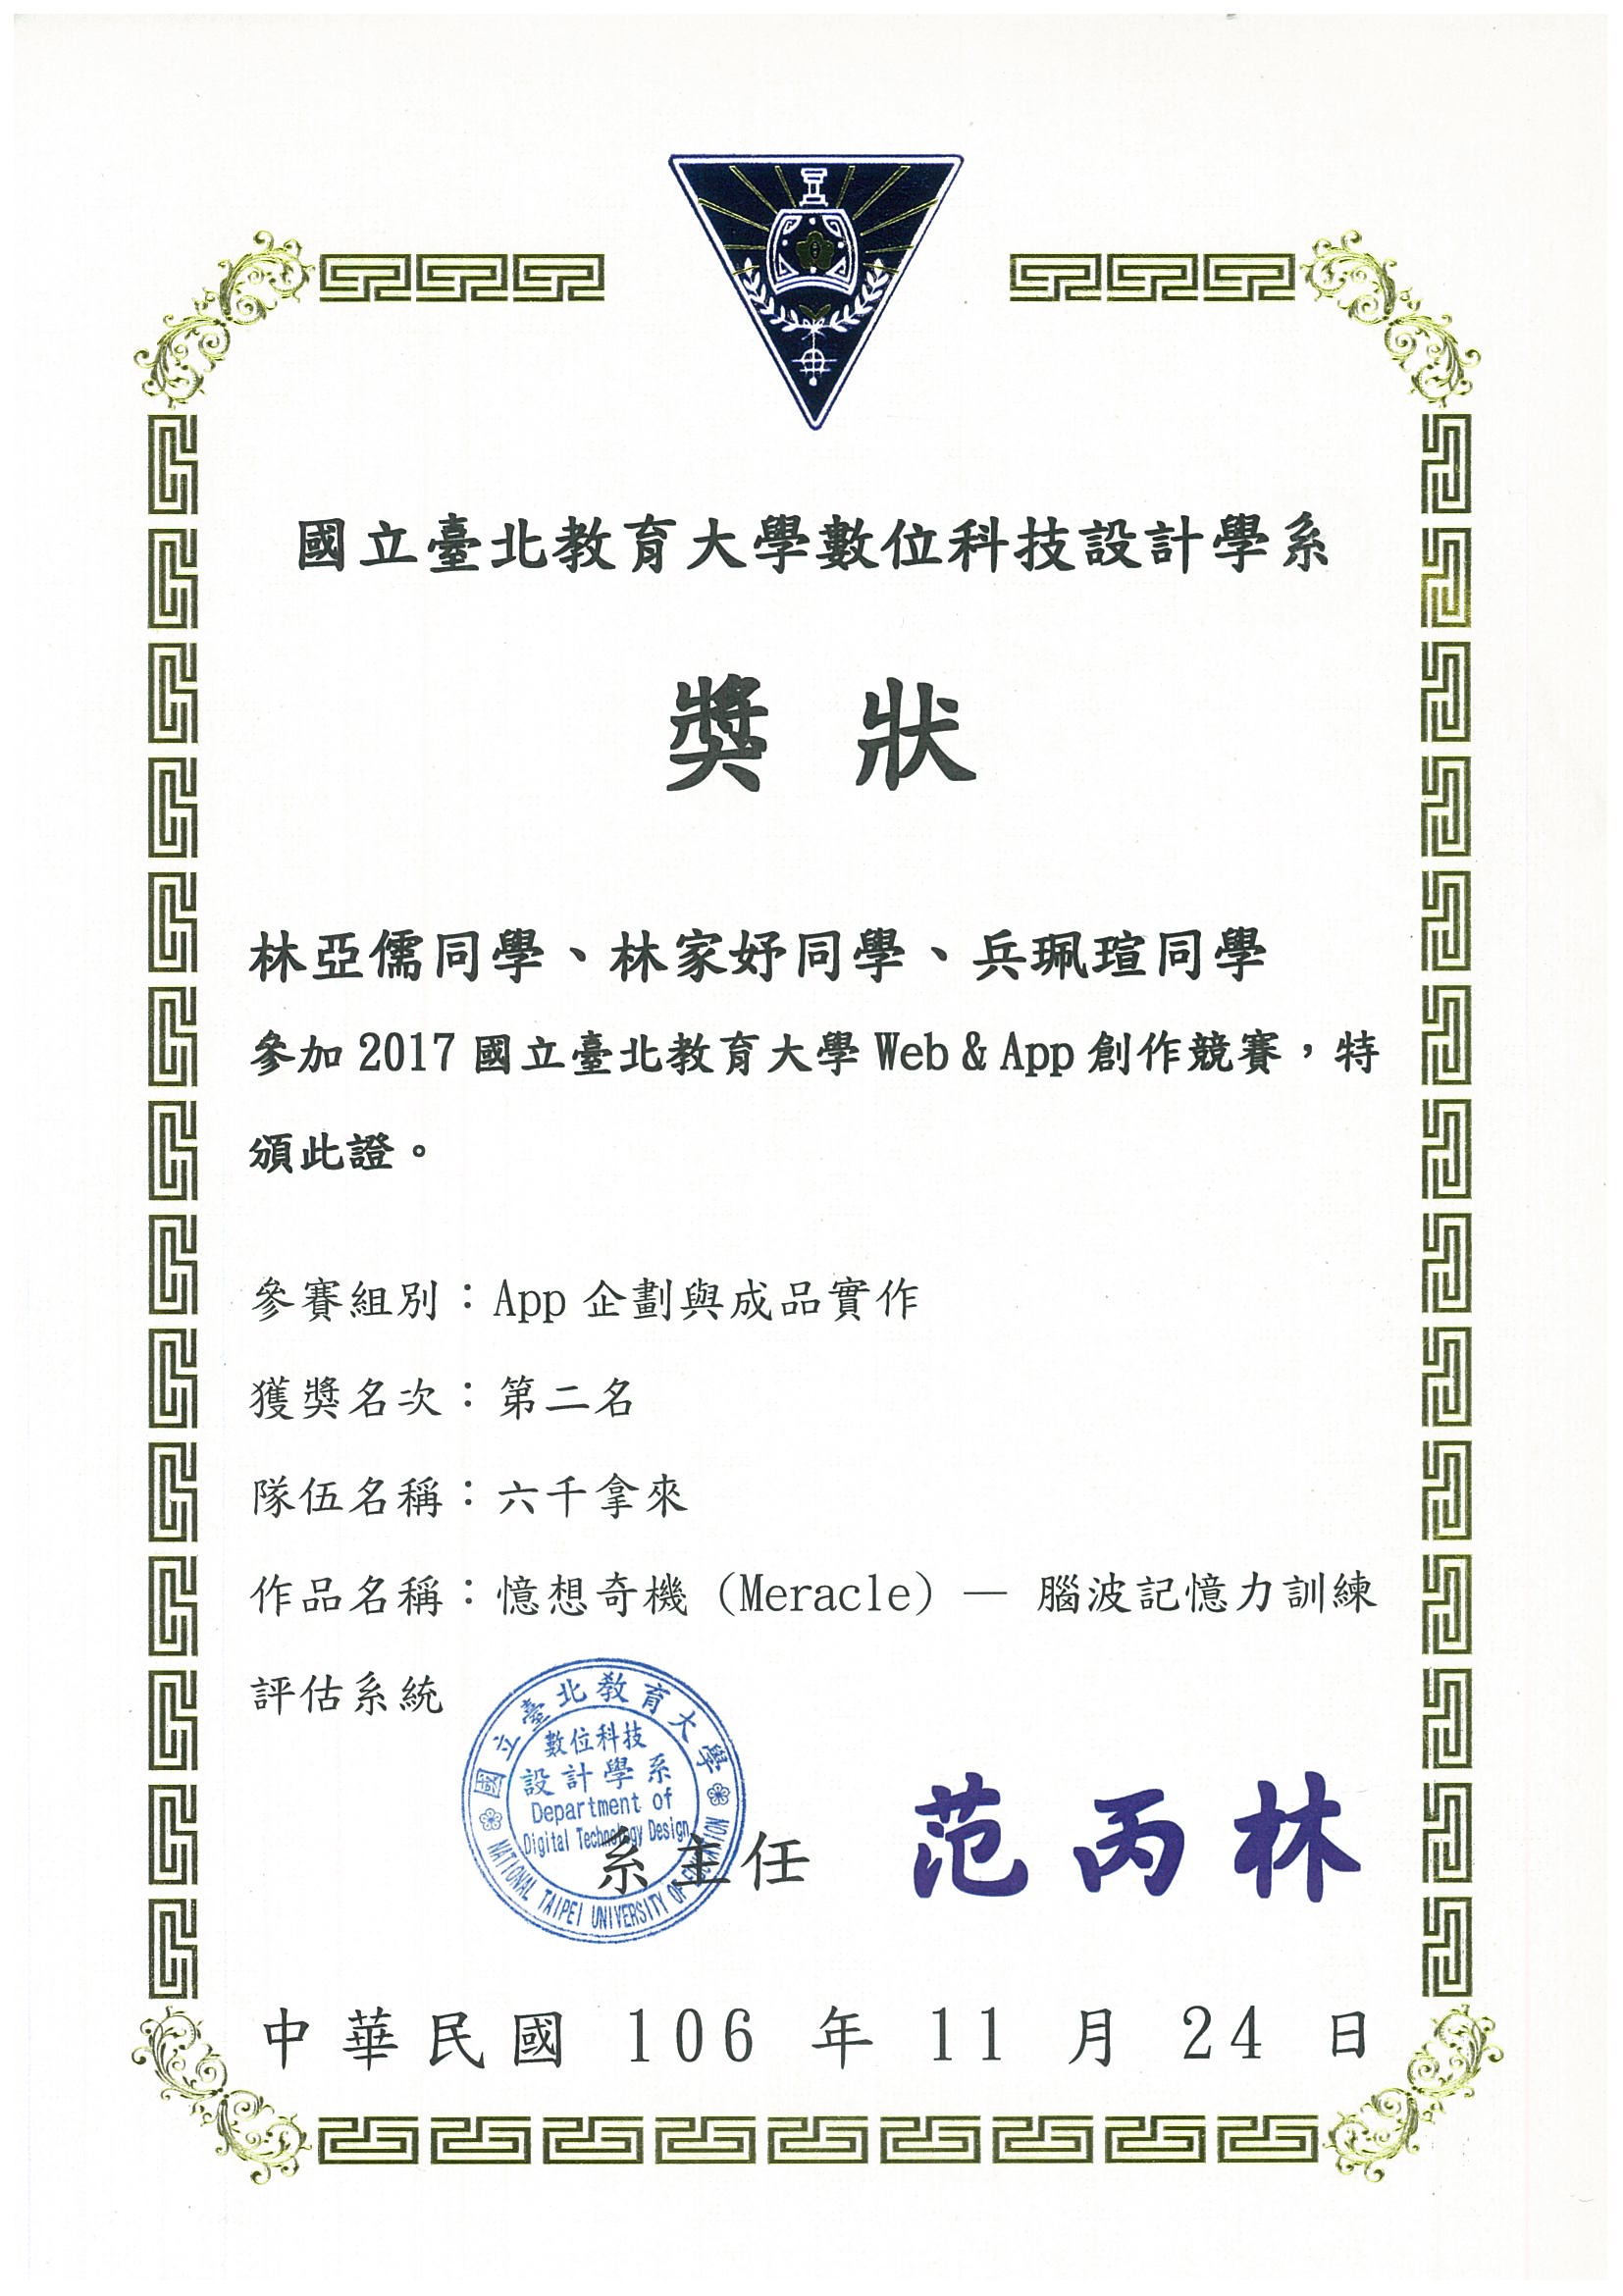 國立臺北教育大學數位科技設計學系
獎狀
林亞儒同學、林家妤同學、兵珮瑄同學
參加 2017 國立臺北教育大學 Web & App 創作競賽，特
頒此證。
參賽組別：App 企劃與成品實作
獲獎名次：第二名
隊伍名稱：六千拿來
作品名稱：憶想奇機 (Meracle) — 腦波記憶力訓練
評估系統
國立臺北教育大學
數位科技
設計學系
Department of
Digital Technology Design
NATIONAL TAIPEI UNIVERSITY OF EDUCATION
系主任 范丙林
中華民國 106 年 11 月 24 日